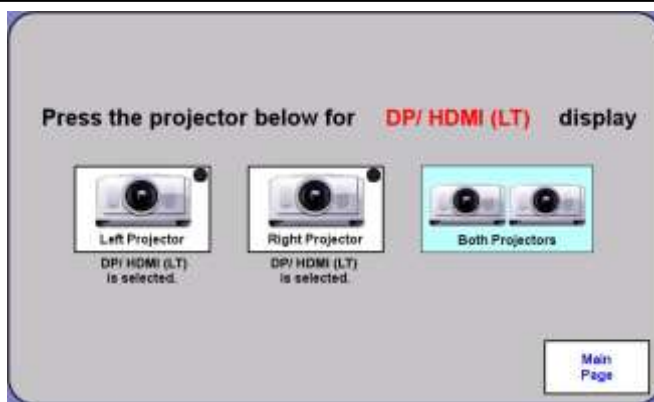 Press the projector below for DP/ HDMI (LT) display
Left Projector
DP/ HDMI (LT)
is selected.
Right Projector
DP/ HDMI (LT)
is selected.
Both Projectors
Main
Page